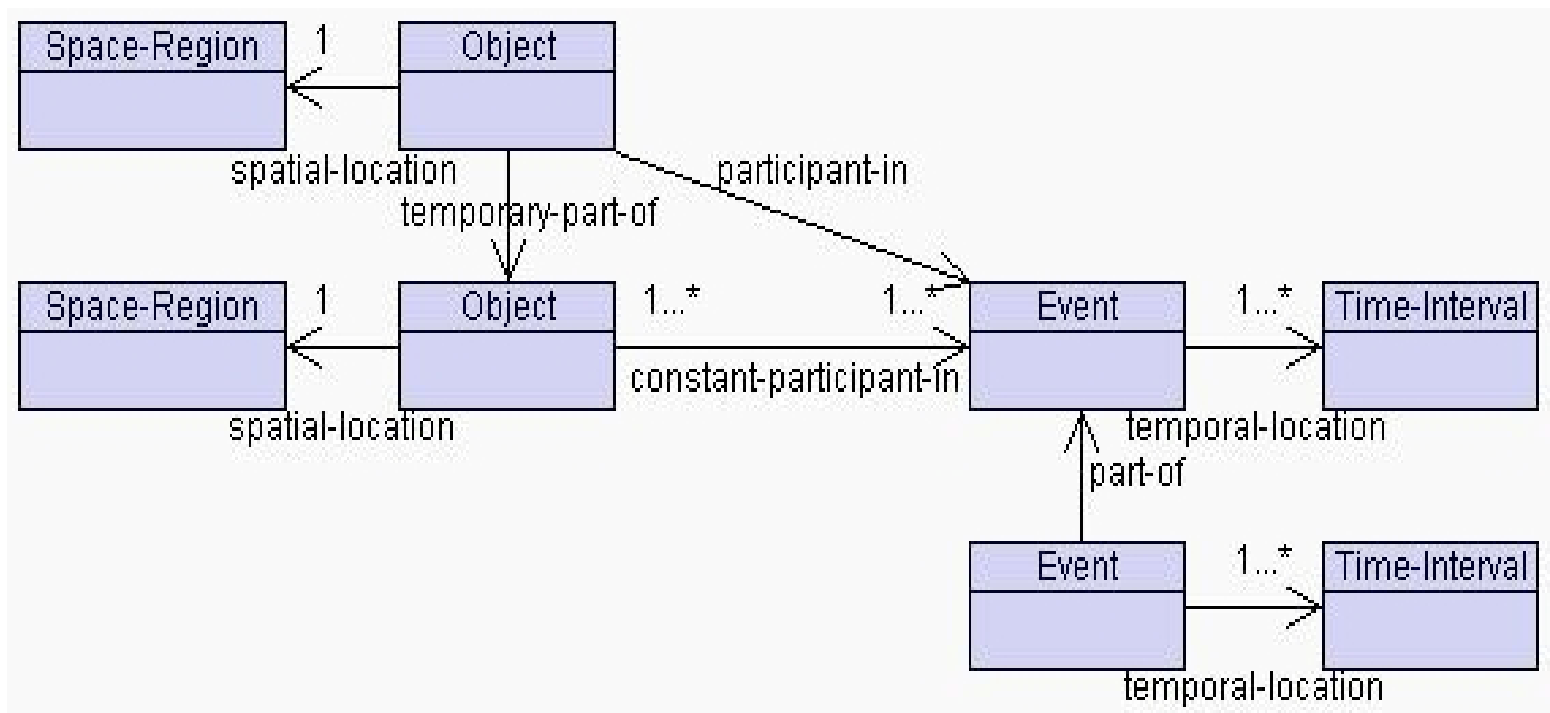 Space-Region 1 Object
spatial-location participant-in
temporary-part-of
Space-Region 1 Object 1...* 1...* Event 1...* Time-Interval
constant-participant-in
spatial-location temporal-location
part-of
Event 1...* Time-Interval
temporal-location